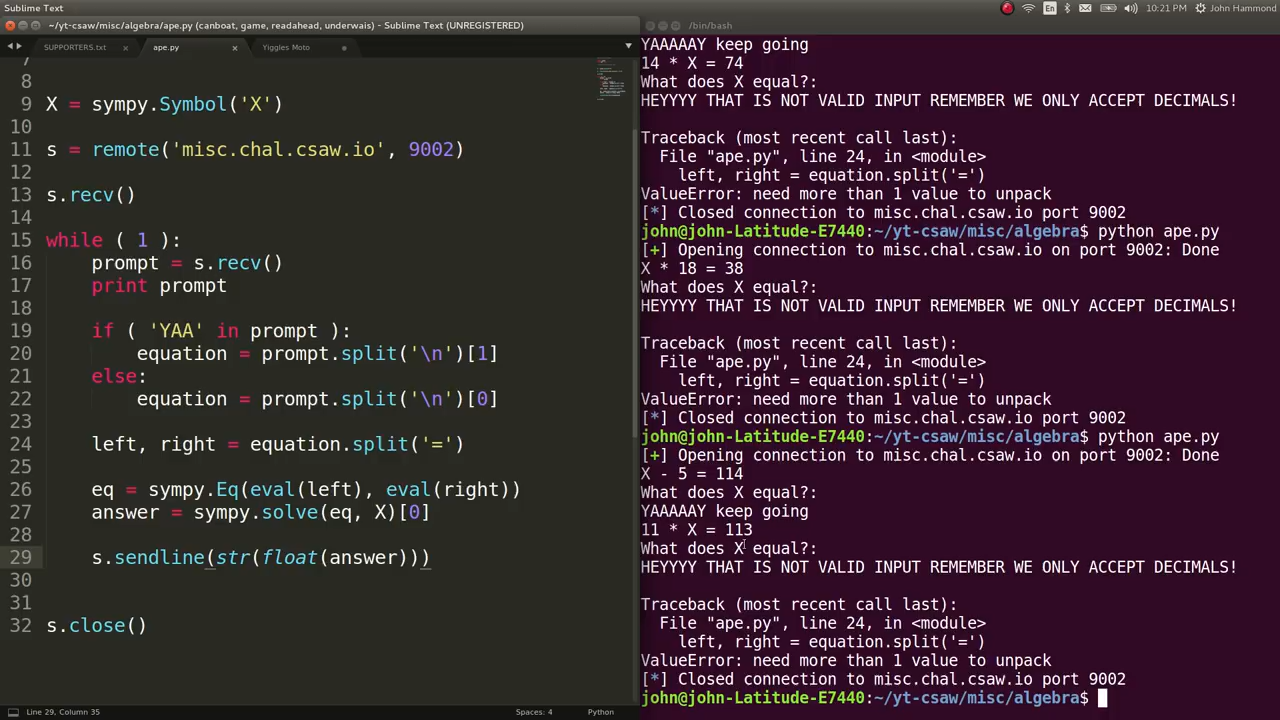 Sublime Text
En
10:21 PM
John Hammond
~/yt-csaw/misc/algebra/ape.py (canboat, game, readahead, underwais) - Sublime Text (UNREGISTERED)
/bin/bash
SUPPORTERS.txt
ape.py
Yiggles Moto
7
8
9 X = sympy.Symbol('X')
10
11 s = remote('misc.chal.csaw.io', 9002)
12
13 s.recv()
14
15 while ( 1 ):
16     prompt = s.recv()
17     print prompt
18
19     if ( 'YAA' in prompt ):
20         equation = prompt.split('\n')[1]
21     else:
22         equation = prompt.split('\n')[0]
23
24     left, right = equation.split('=')
25
26     eq = sympy.Eq(eval(left), eval(right))
27     answer = sympy.solve(eq, X)[0]
28
29     s.sendline(str(float(answer)))
30
31
32 s.close()
Line 29, Column 35
Spaces: 4
Python
YAAAAAY keep going
14 * X = 74
What does X equal?:
HEYYYY THAT IS NOT VALID INPUT REMEMBER WE ONLY ACCEPT DECIMALS!
Traceback (most recent call last):
  File "ape.py", line 24, in <module>
    left, right = equation.split('=')
ValueError: need more than 1 value to unpack
[*] Closed connection to misc.chal.csaw.io port 9002
john@john-Latitude-E7440:~/yt-csaw/misc/algebra$ python ape.py
[+] Opening connection to misc.chal.csaw.io on port 9002: Done
X * 18 = 38
What does X equal?:
HEYYYY THAT IS NOT VALID INPUT REMEMBER WE ONLY ACCEPT DECIMALS!
Traceback (most recent call last):
  File "ape.py", line 24, in <module>
    left, right = equation.split('=')
ValueError: need more than 1 value to unpack
[*] Closed connection to misc.chal.csaw.io port 9002
john@john-Latitude-E7440:~/yt-csaw/misc/algebra$ python ape.py
[+] Opening connection to misc.chal.csaw.io on port 9002: Done
X - 5 = 114
What does X equal?:
YAAAAAY keep going
11 * X = 113
What does X equal?:
HEYYYY THAT IS NOT VALID INPUT REMEMBER WE ONLY ACCEPT DECIMALS!
Traceback (most recent call last):
  File "ape.py", line 24, in <module>
    left, right = equation.split('=')
ValueError: need more than 1 value to unpack
[*] Closed connection to misc.chal.csaw.io port 9002
john@john-Latitude-E7440:~/yt-csaw/misc/algebra$